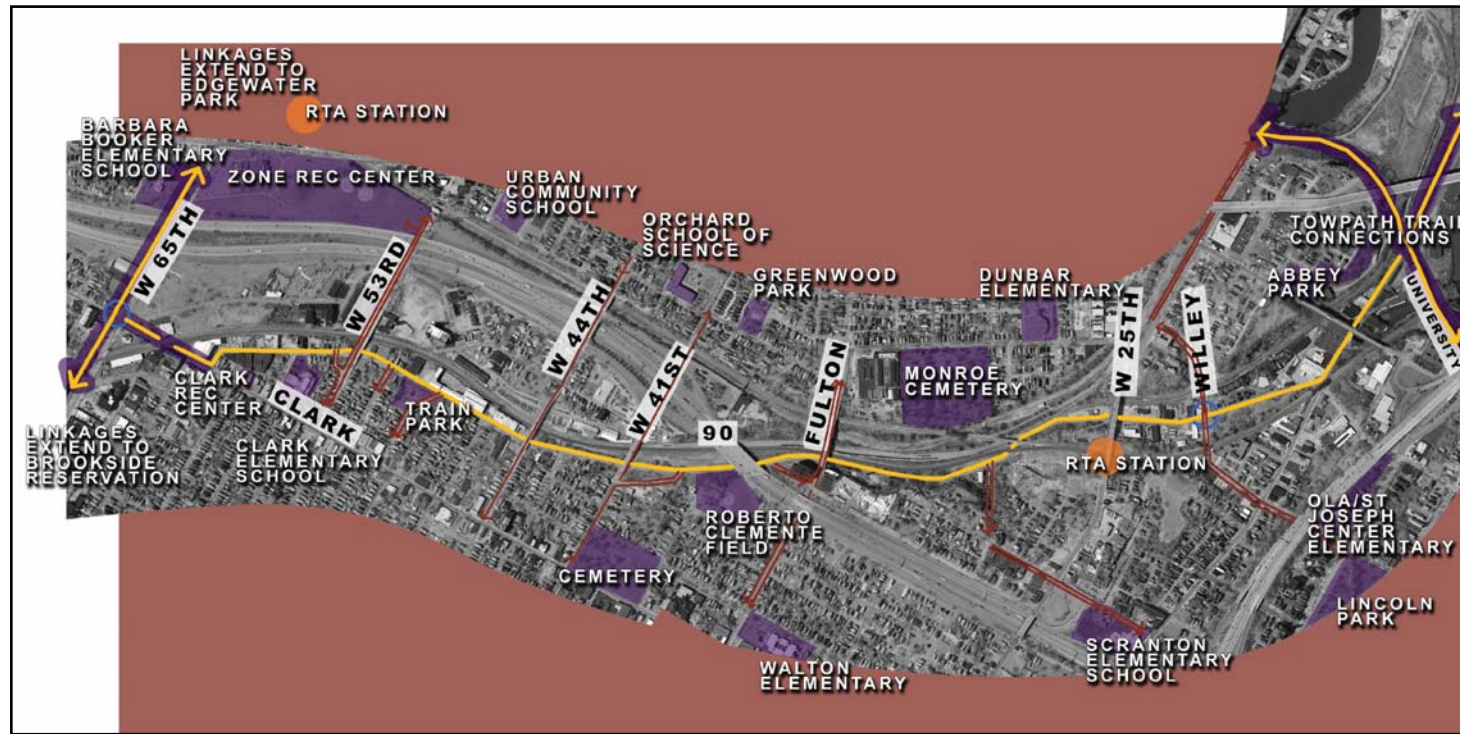 LINKAGES
EXTEND TO
EDGEWATER
PARK
RTA STATION
BARBARA
BOOKER
ELEMENTARY
SCHOOL
ZONE REC CENTER
URBAN
COMMUNITY
SCHOOL
ORCHARD
SCHOOL OF
SCIENCE
GREENWOOD
PARK
DUNBAR
ELEMENTARY
TOWPATH TRAIL
CONNECTIONS
ABBEY
PARK
UNIVERSITY
W 65TH
W 53RD
W 44TH
W 41ST
FULTON
W 25TH
WILLEY
MONROE
CEMETERY
90
CLARK
REC
CENTER
CLARK
TRAIN
PARK
CLARK
ELEMENTARY
SCHOOL
LINKAGES
EXTEND TO
BROOKSIDE
RESERVATION
RTA STATION
ROBERTO
CLEMENTE
FIELD
CEMETERY
OLA/ST
JOSEPH
CENTER
ELEMENTARY
LINCOLN
PARK
WALTON
ELEMENTARY
SCRANTON
ELEMENTARY
SCHOOL